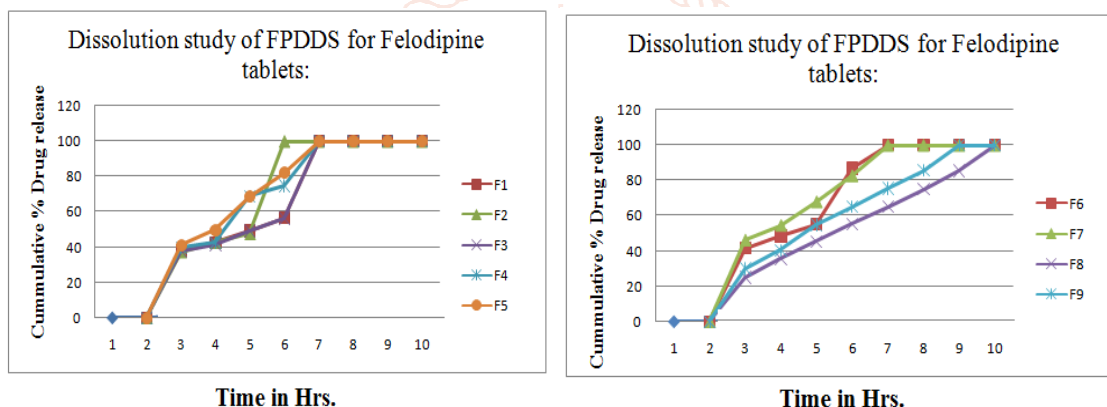 Dissolution study of FPDDS for Felodipine
tablets:
Cummulative % Drug release
120
100
80
60
40
20
0
1 2 3 4 5 6 7 8 9 10
F1
F2
F3
F4
F5
Time in Hrs.
Dissolution study of FPDDS for Felodipine
tablets:
Cummulative % Drug release
120
100
80
60
40
20
0
1 2 3 4 5 6 7 8 9 10
F6
F7
F8
F9
Time in Hrs.